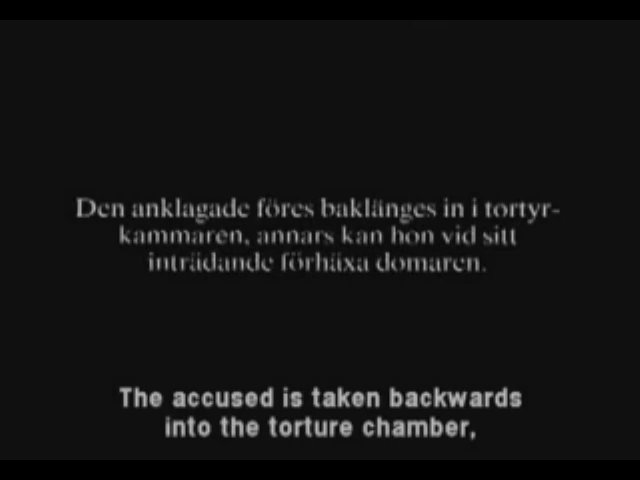 Den anklagade föres baklänges in i tortyr-
kammaren, annars kan hon vid sitt
inträdande förhäxa domaren.
The accused is taken backwards
into the torture chamber,